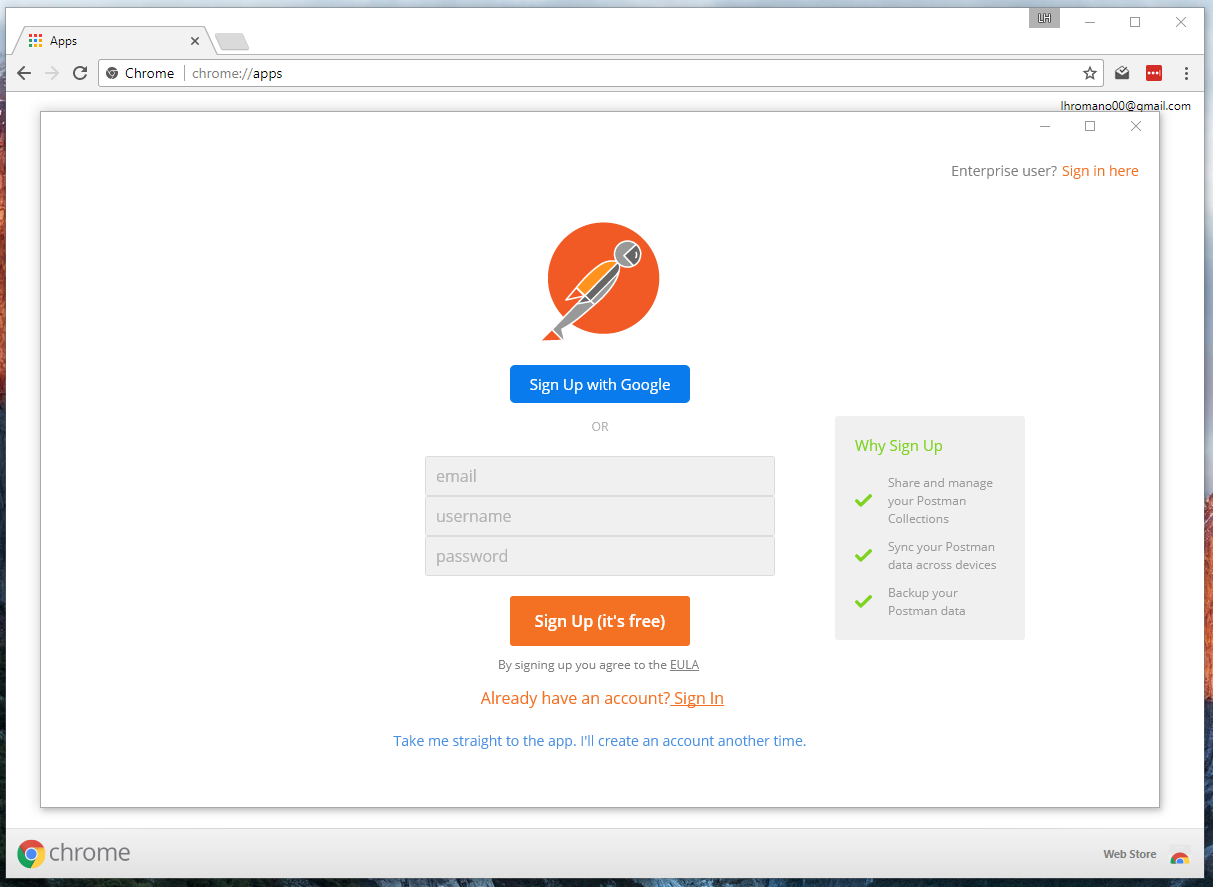 LH
Apps
Chrome
chrome://apps
lhromano00@gmail.com
Enterprise user? Sign in here
Sign Up with Google
OR
email
username
password
Why Sign Up
Share and manage
your Postman
Collections
Sync your Postman
data across devices
Backup your
Postman data
Sign Up (it's free)
By signing up you agree to the EULA
Already have an account? Sign In
Take me straight to the app. I'll create an account another time.
chrome
Web Store